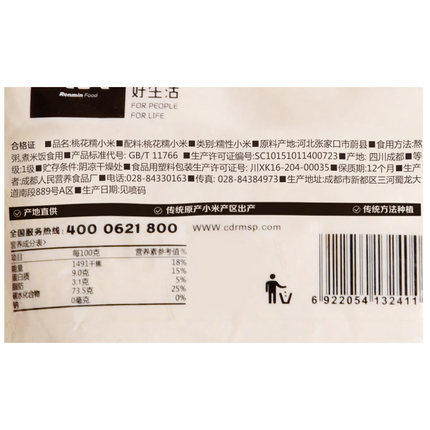 Renmin Food
好生活
FOR PEOPLE
FOR LIFE
合格证 ■品名:桃花糯小米■配料:桃花糯小米■类别:糯性小米■原料产地:河北张家口市蔚县■食用方法:熬
粥,煮米饭食用■产品标准代号: GB/T 11766 ■生产许可证编号:SC10151011400723■产地: 四川成都■等
级:1级■贮存条件:阴凉干燥处■食品用塑料包装生产许可证号: 川XK16-204-00035■保质期:12个月■生
产者:成都人民营养食品厂■电话:028-84330163■传真: 028-84384973■生产地址:成都市新都区三河蜀龙大
道南段889号A区■生产日期:见喷码
产地直供
传统原产小米产区出产
传统方法种植
全国服务热线: 400 0621 800
www.cdrmsp.com
营养成分表
项目 每100克 营养素参考值%
能量 1491千焦 18%
蛋白质 9.0克 15%
脂肪 3.1克 5%
碳水化合物 73.5克 25%
钠 0毫克 0%
6 922054 132411